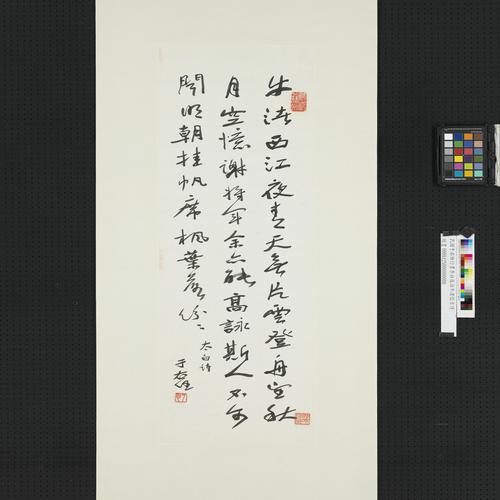 牛渚西江夜青天無片雲登舟望秋
月空憶謝將軍余亦能高詠斯人不可
聞明朝挂帆席楓葉落紛〻
太白詩
于右任